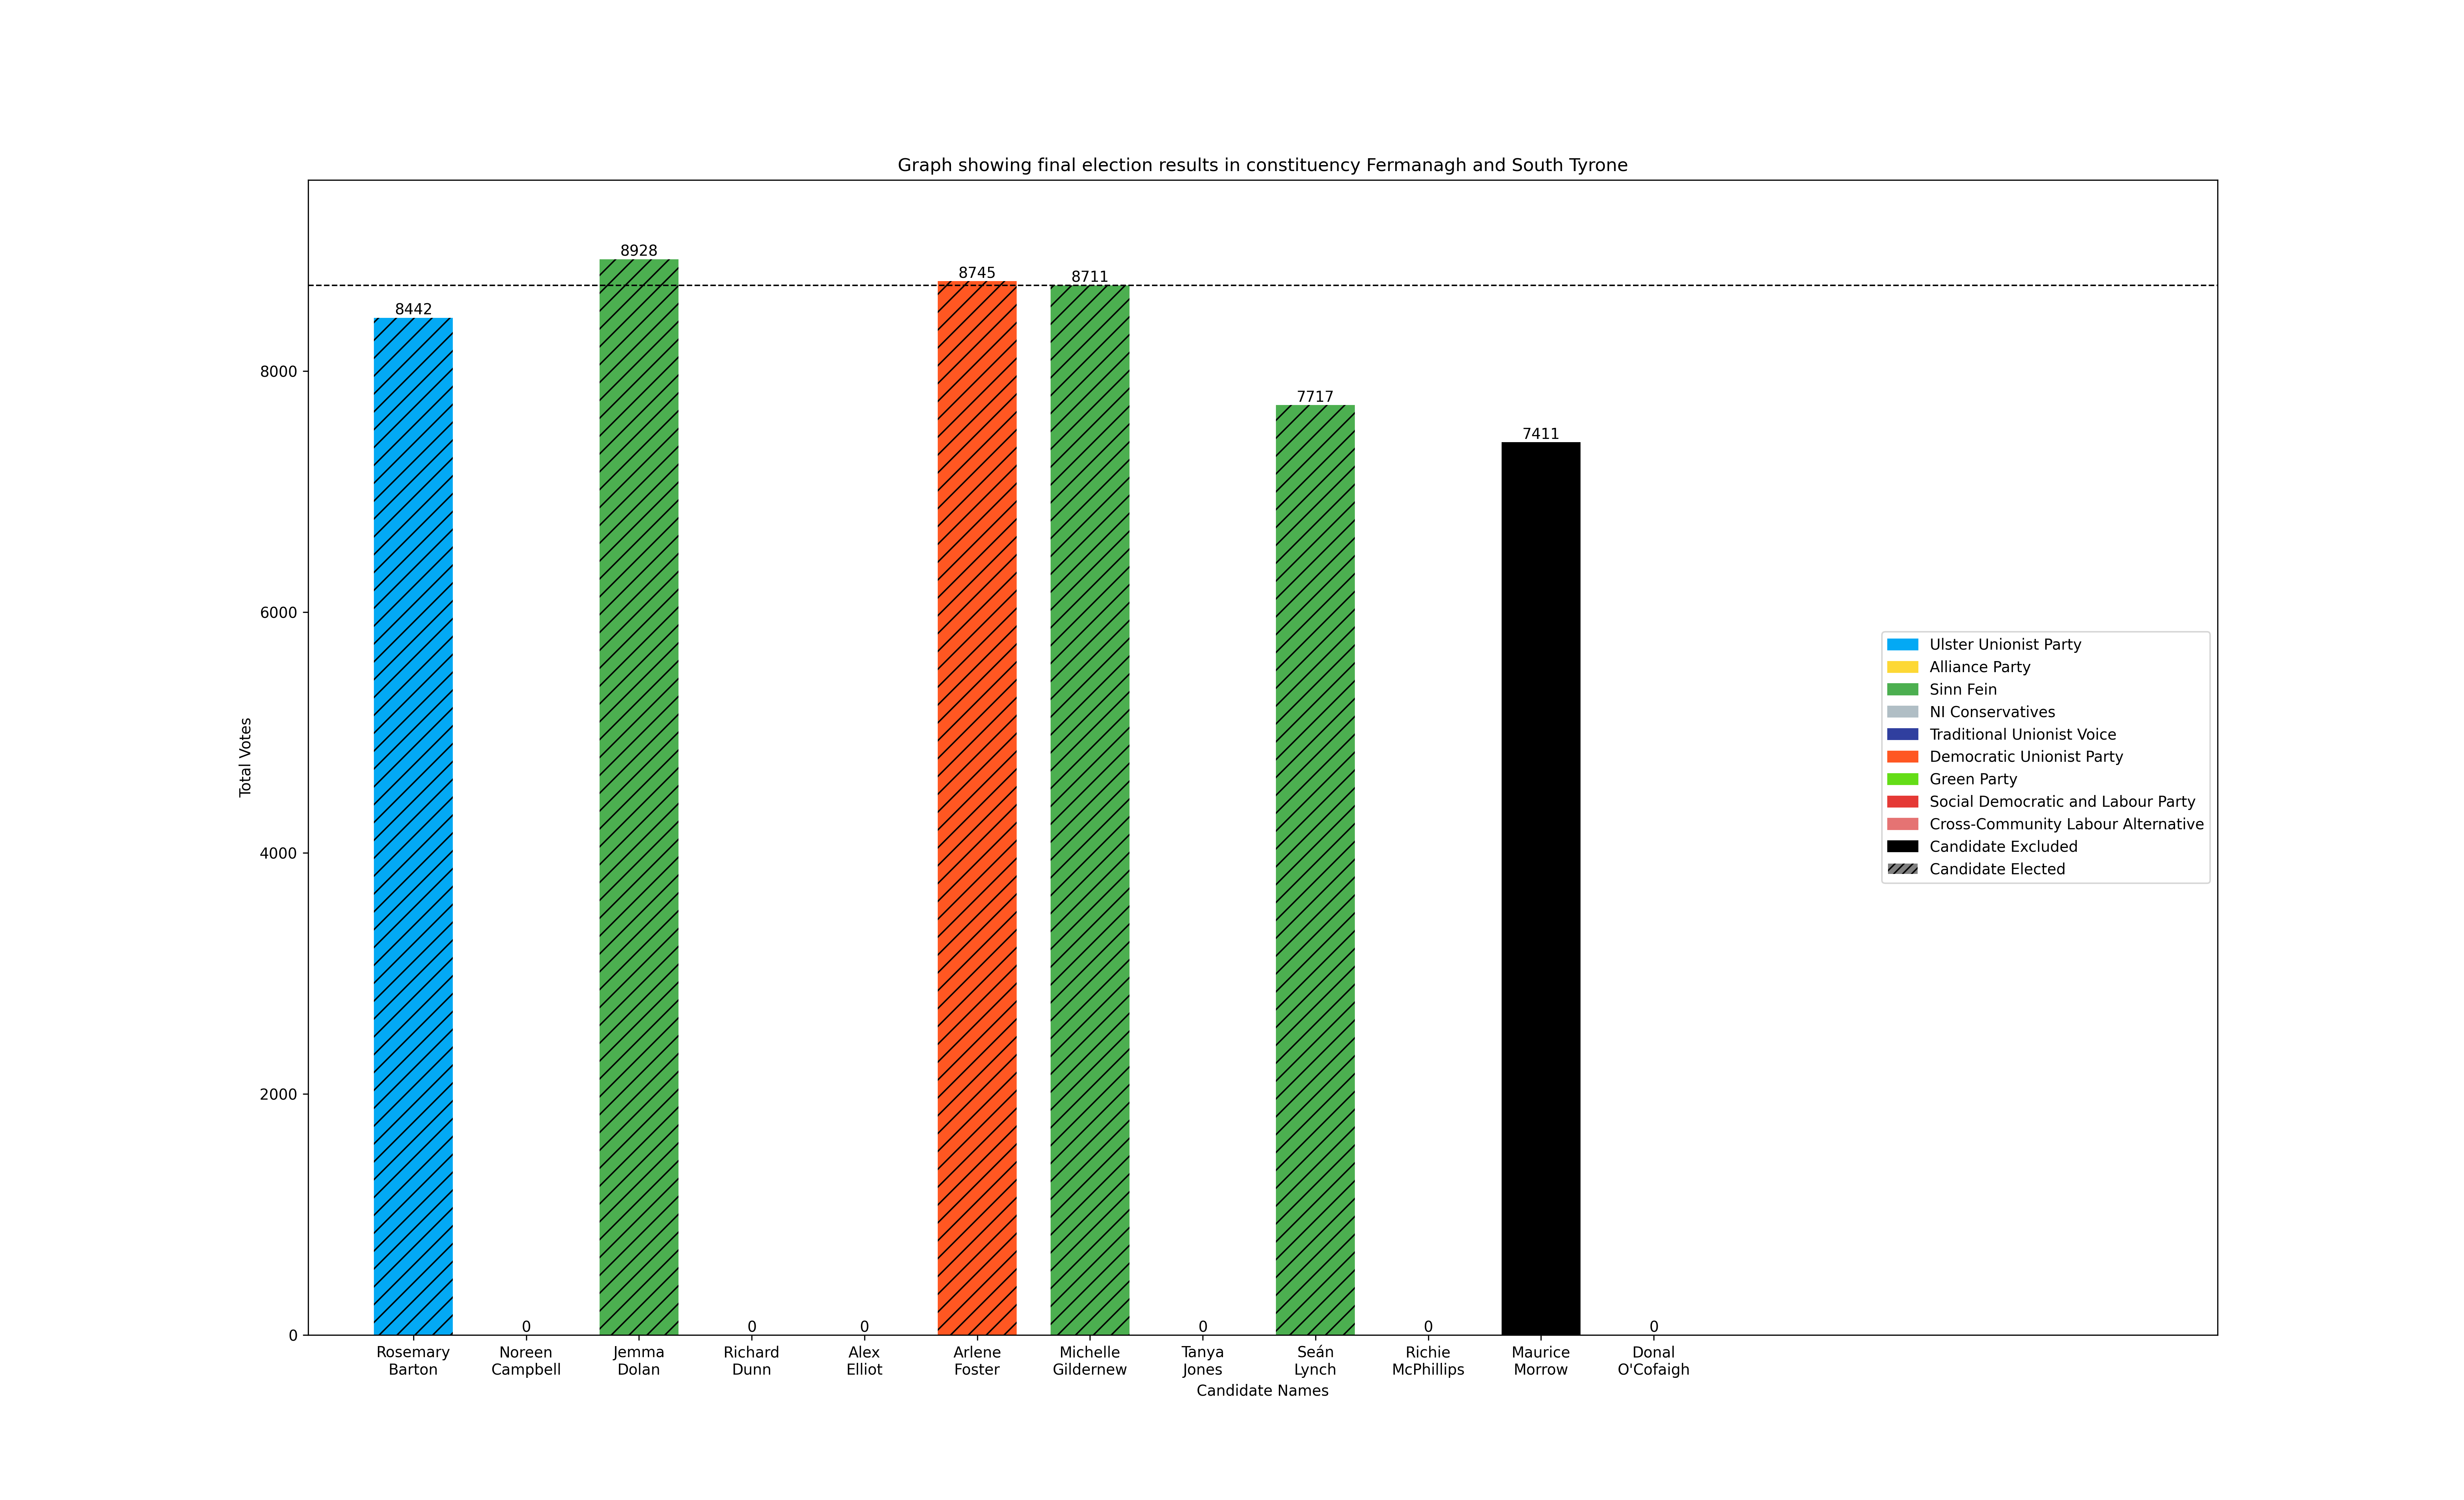 Graph showing final election results in constituency Fermanagh and South Tyrone
8928
8745
8711
8442
8000
7717
7411
6000
Ulster Unionist Party
Alliance Party
Sinn Fein
NI Conservatives
Traditional Unionist Voice
Democratic Unionist Party
Green Party
Social Democratic and Labour Party
Cross-Community Labour Alternative
Candidate Excluded
Candidate Elected
Total Votes
4000
2000
0
0 0 0 0 0 0
Rosemary Noreen Jemma Richard Alex Arlene Michelle Tanya Seán Richie Maurice Donal
Barton Campbell Dolan Dunn Elliot Foster Gildernew Jones Lynch McPhillips Morrow O'Cofaigh
Candidate Names